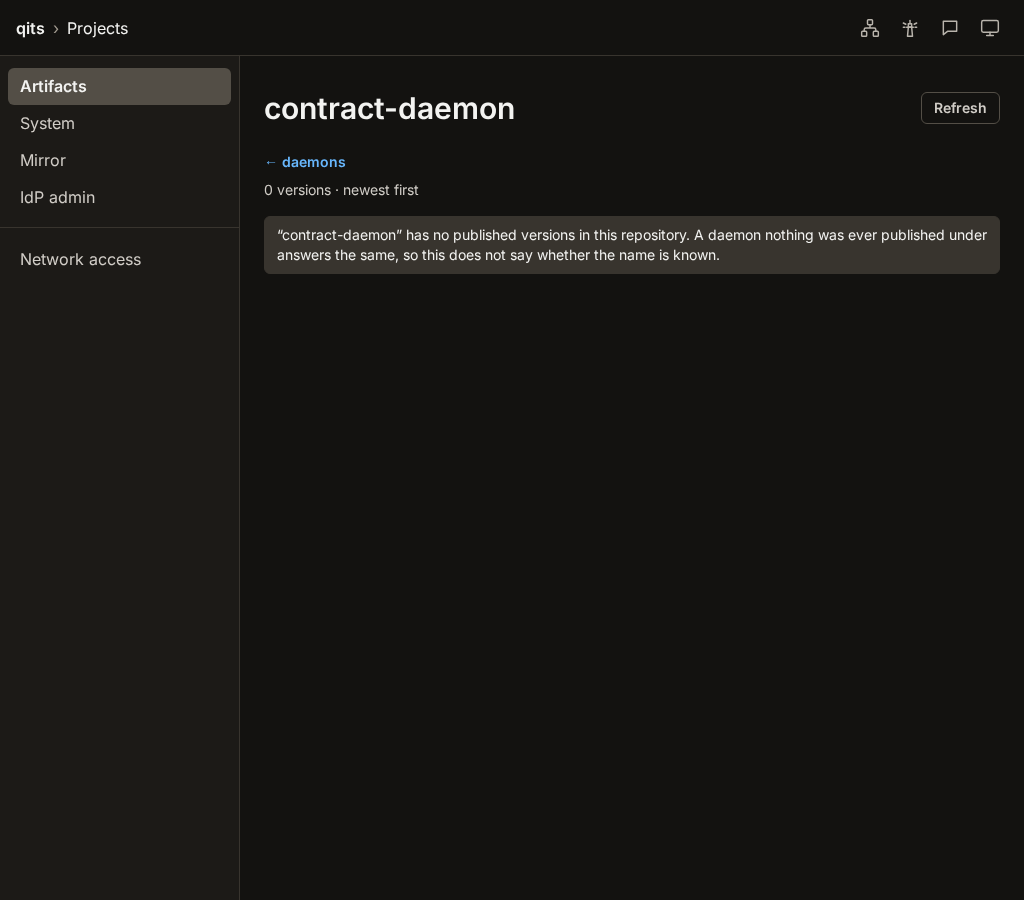 qits › Projects
Artifacts
System
Mirror
IdP admin
Network access
contract-daemon
Refresh
← daemons
0 versions · newest first
“contract-daemon” has no published versions in this repository. A daemon nothing was ever published under
answers the same, so this does not say whether the name is known.